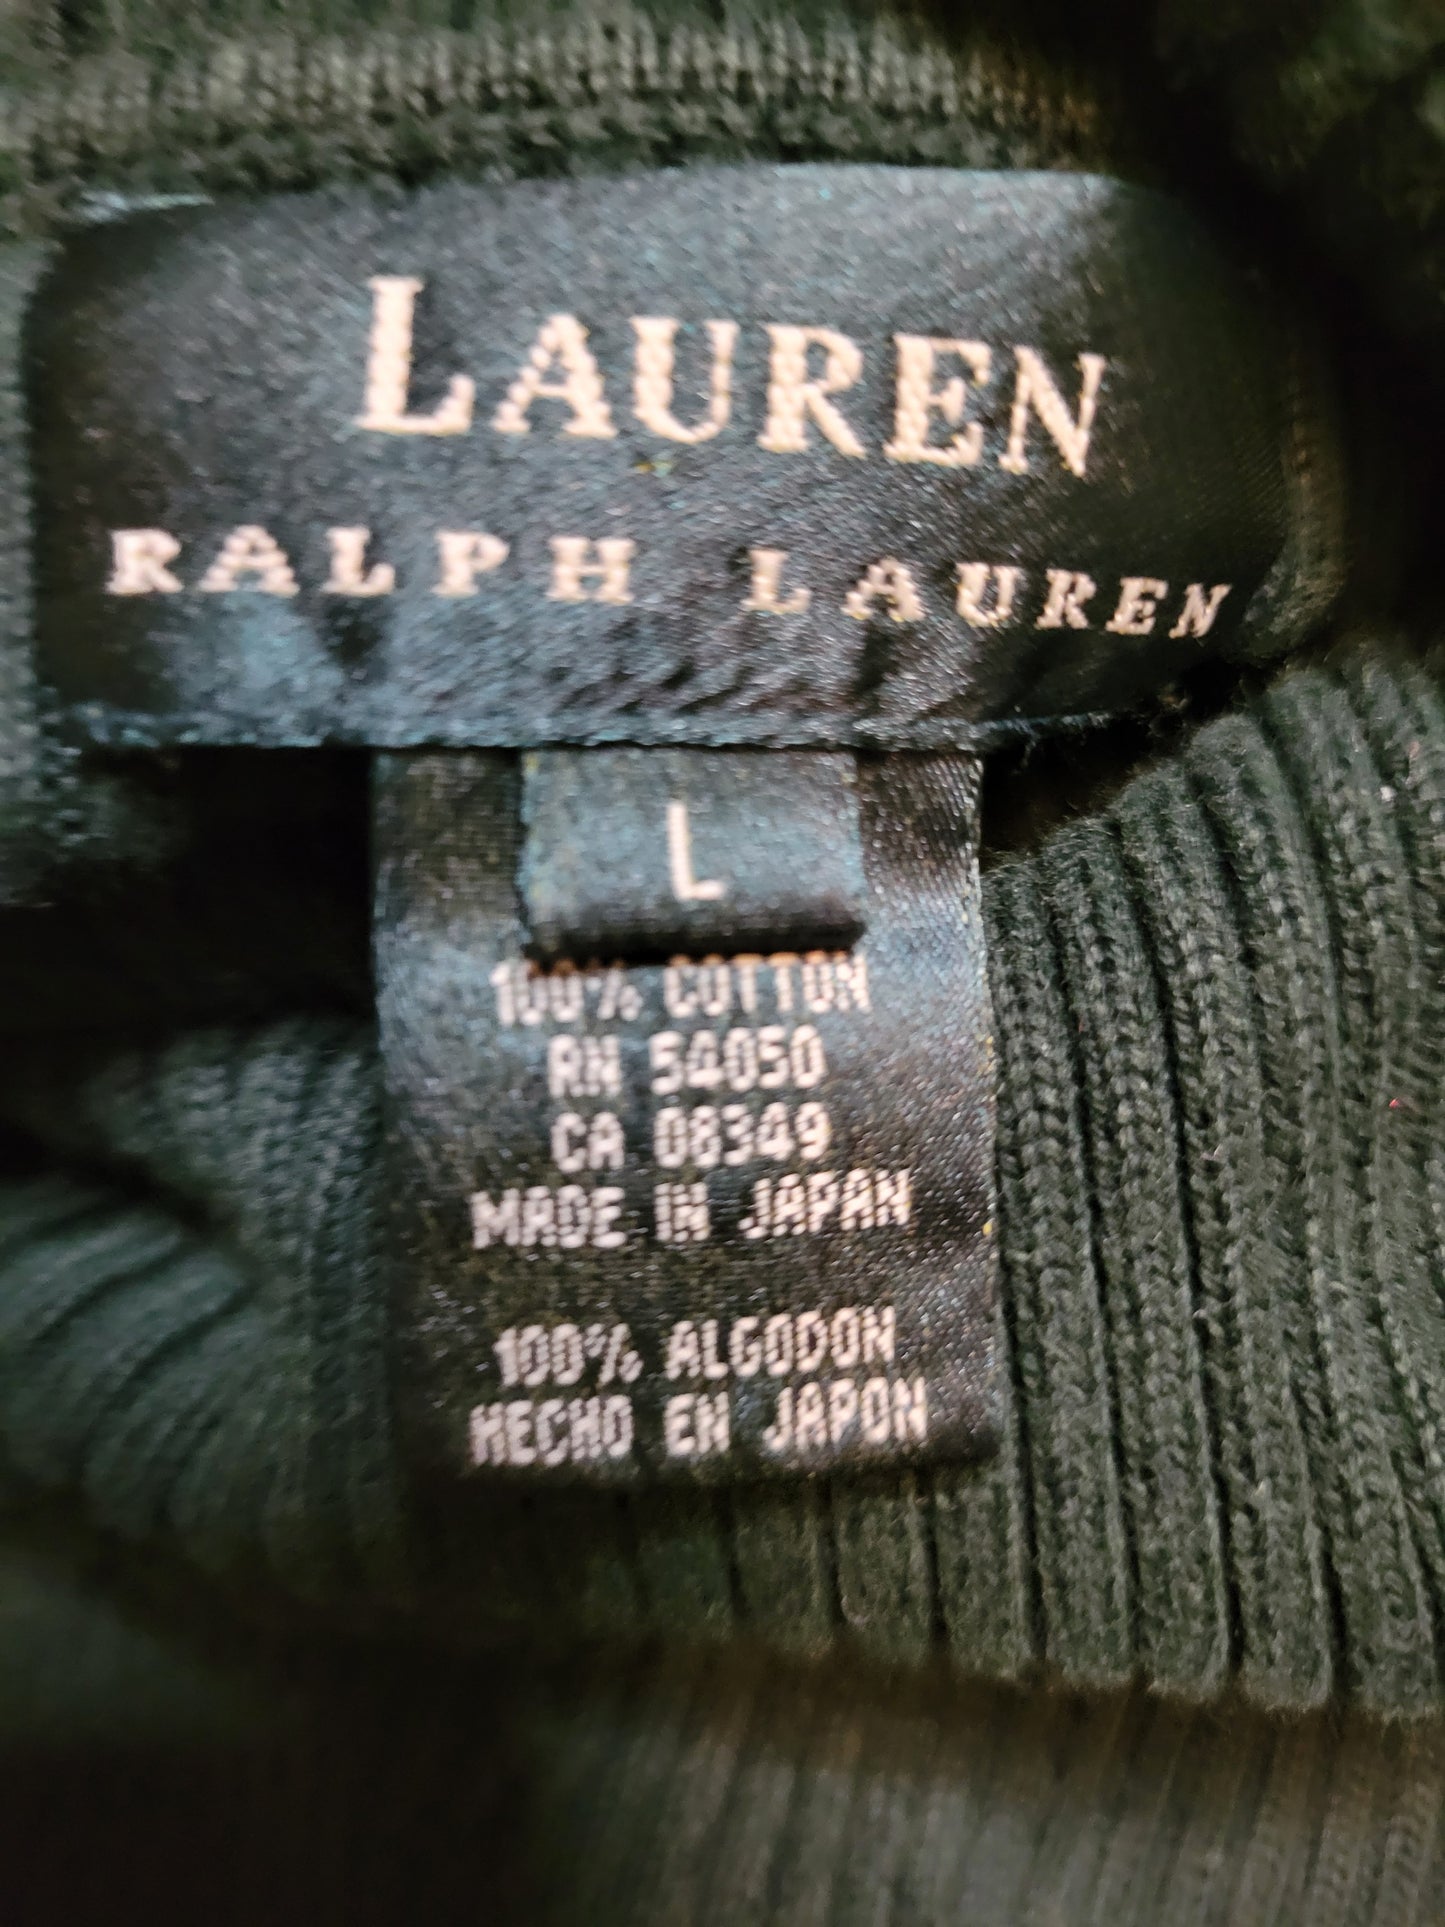 LAUREN
RALPH LAUREN
L
100% COTTON
RN 54050
CA 08349
MADE IN JAPAN
100% ALGODON
HECHO EN JAPON